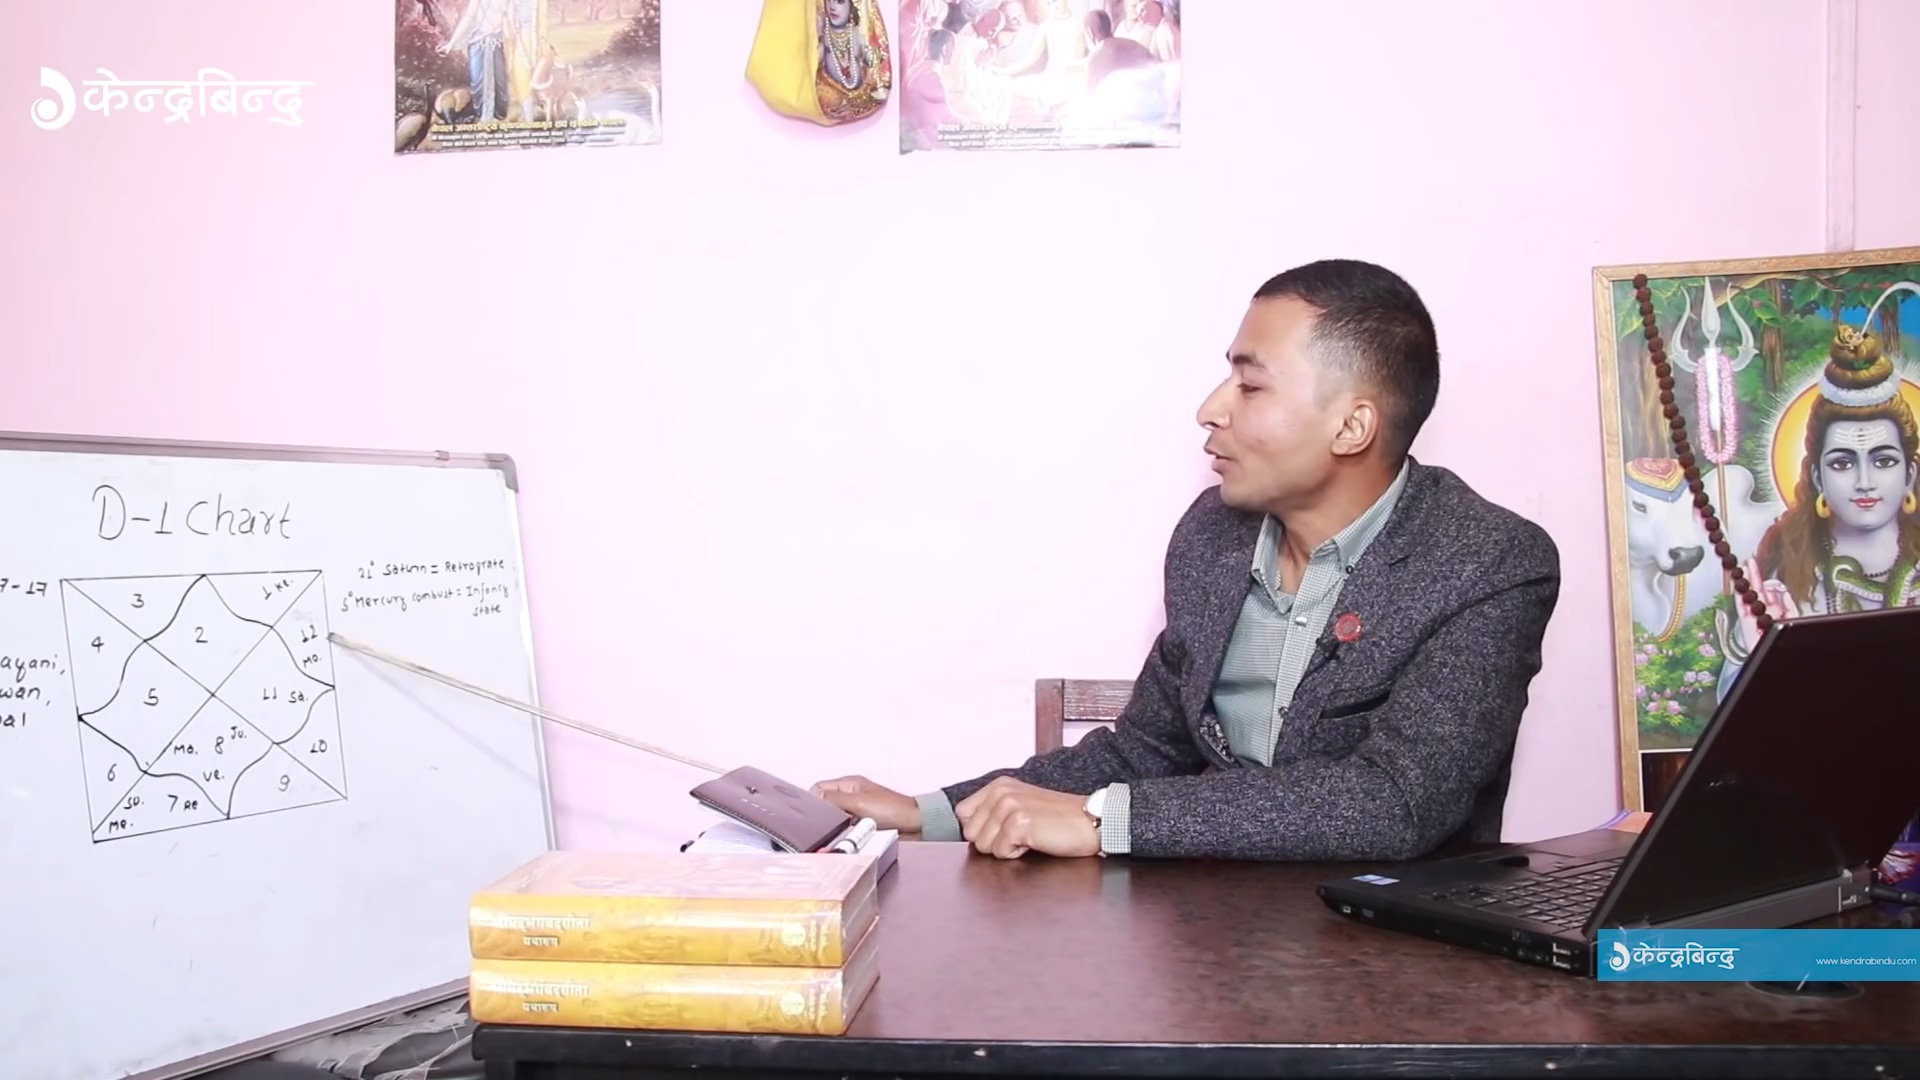 केन्द्रबिन्दु
D-1 Chart
7-17
21° Saturn = Retrograte
5° Mercury combust = Infancy
state
3
1 Ke.
4
2
12
Mo.
ayani,
wan,
pal
5
11 Sa.
Ma. 8 Ju.
Ve.
10
6
9
Su. 7 Ra
Me.
श्रीमद्भगवद्गीता
यथारूप
श्रीमद्भगवद्गीता
यथारूप
केन्द्रबिन्दु
www.kendrabindu.com